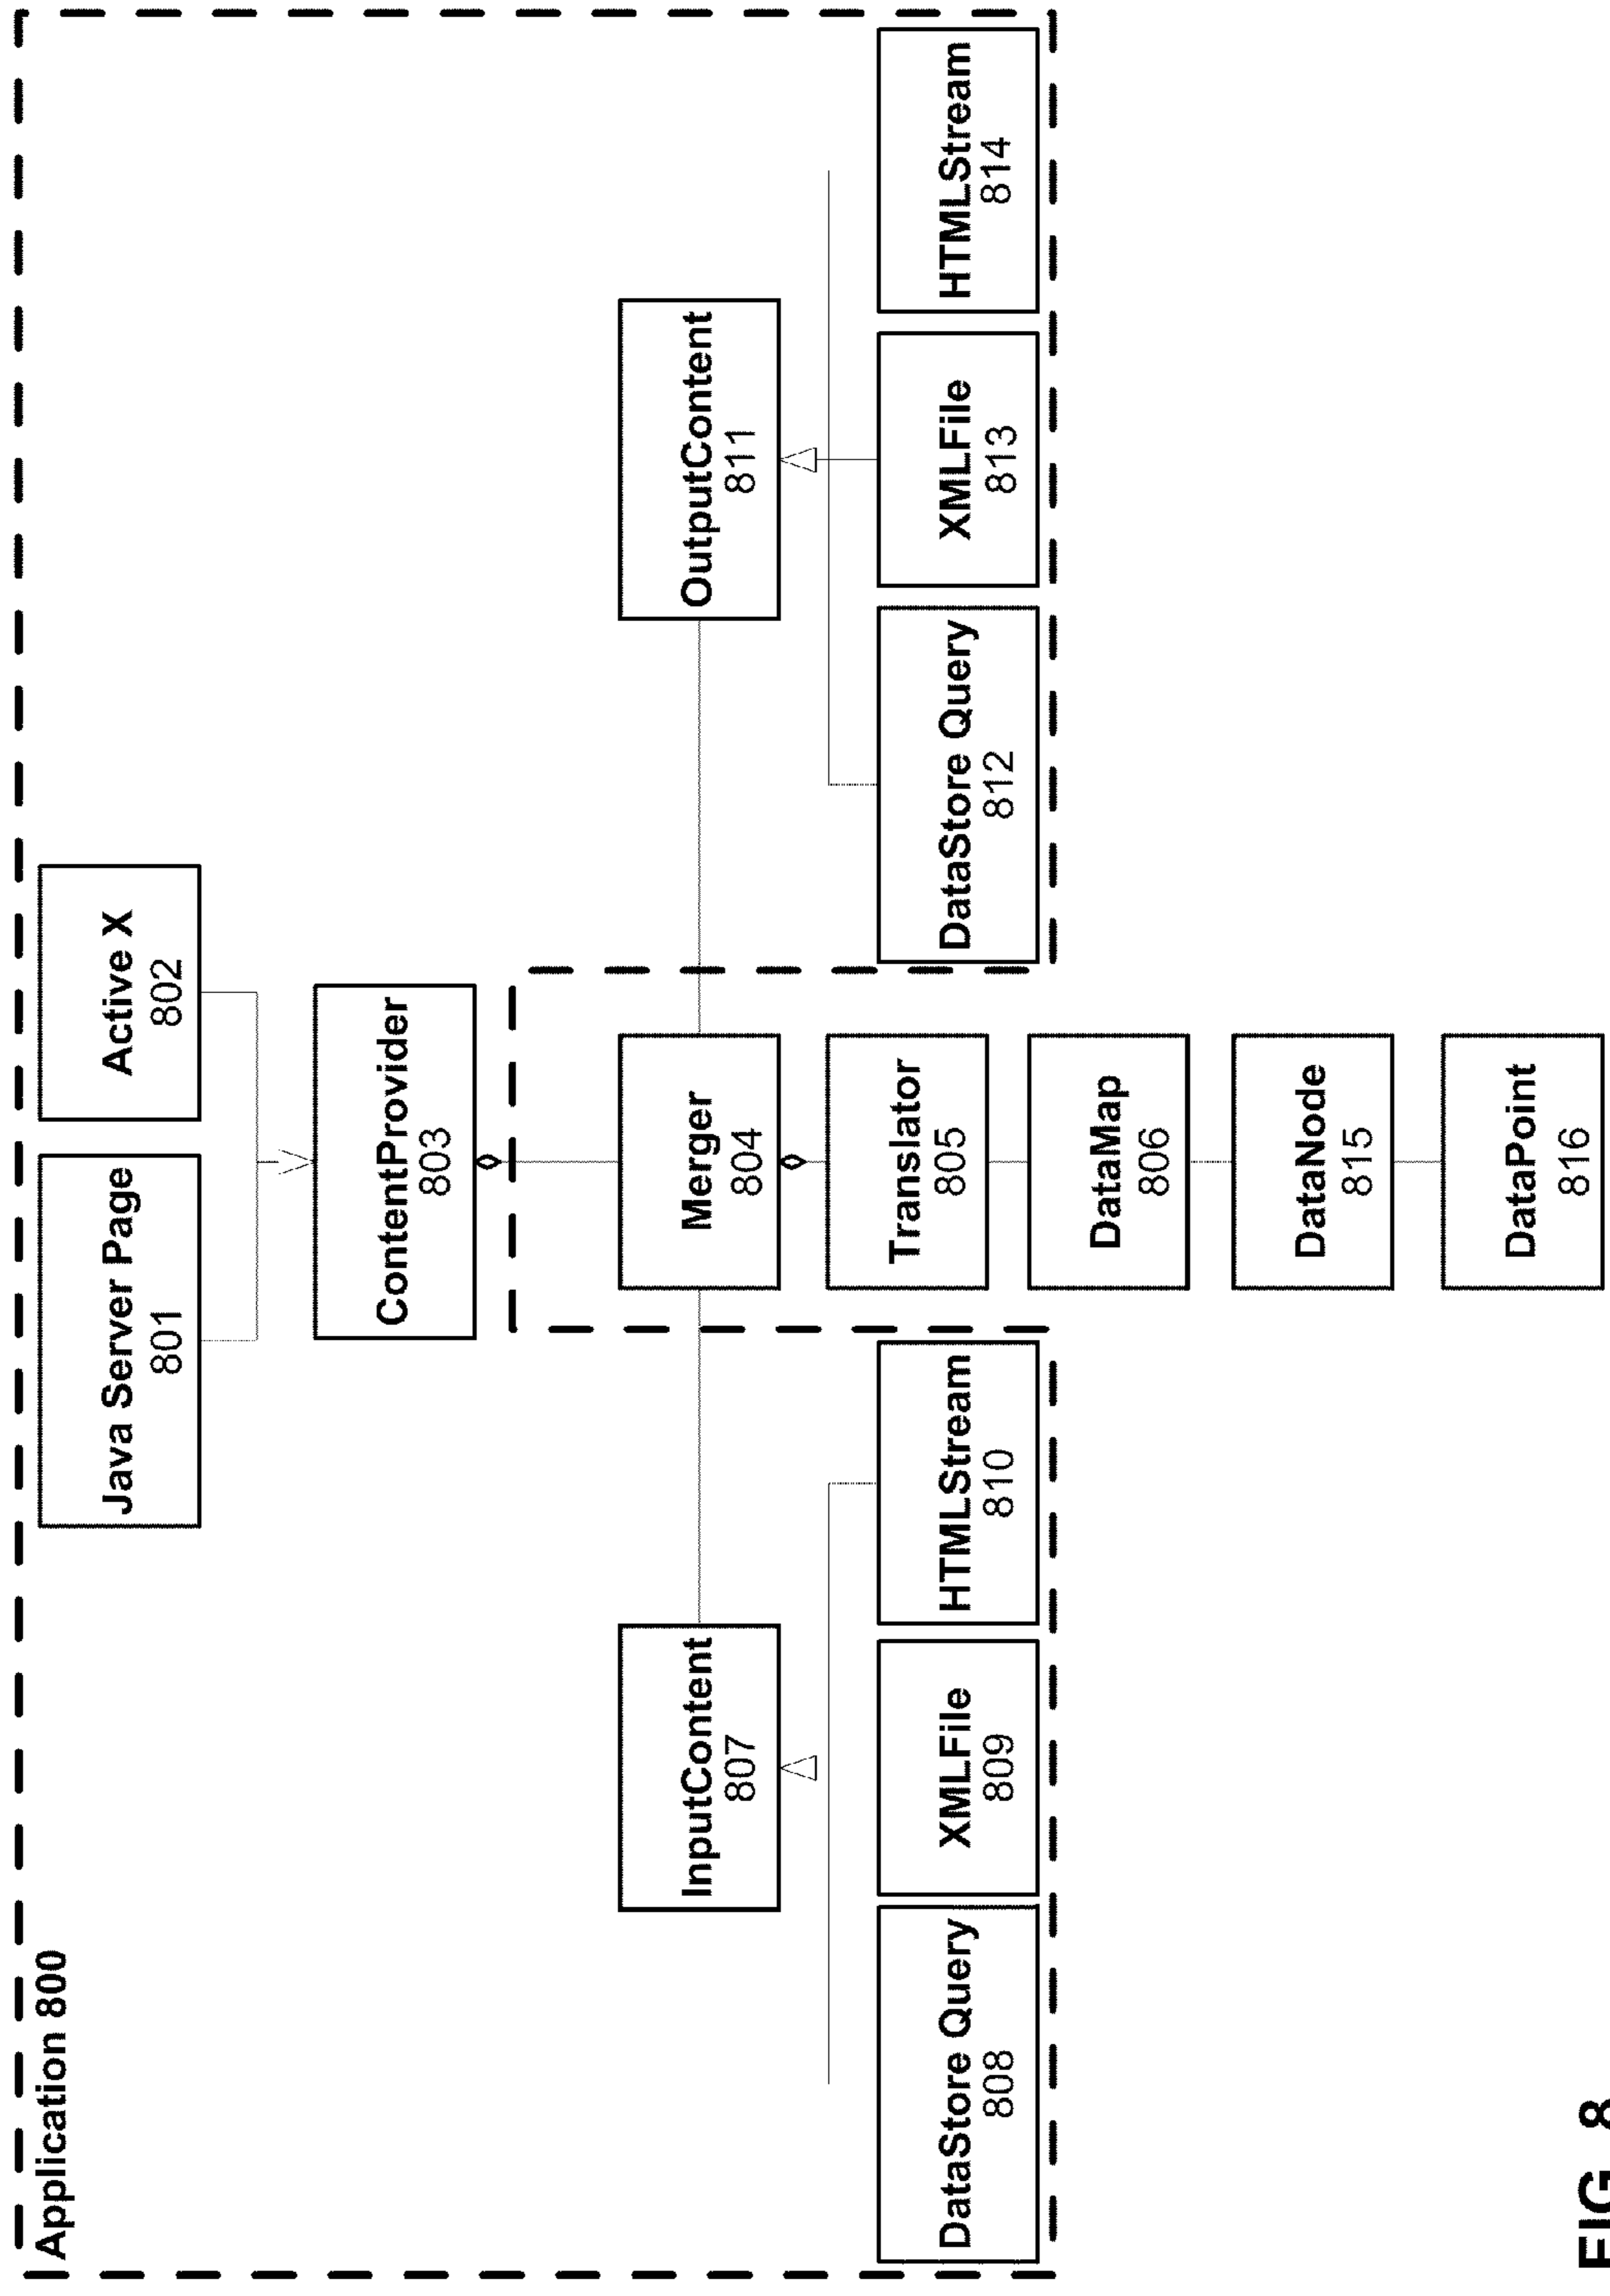 Application 800
Java Server Page
801
Active X
802
ContentProvider
803
InputContent
807
Merger
804
OutputContent
811
DataStore Query
808
XMLFile
809
HTMLStream
810
Translator
805
DataStore Query
812
XMLFile
813
HTMLStream
814
DataMap
806
DataNode
815
DataPoint
816
FIG. 8